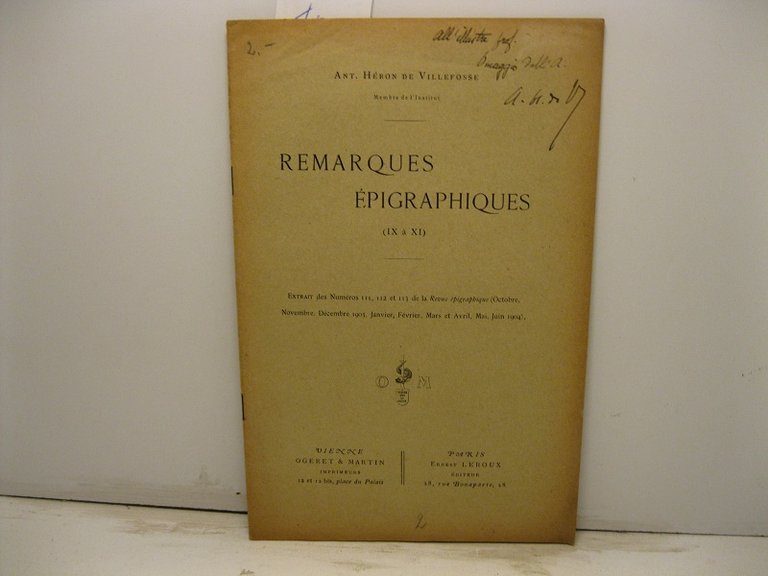 2.-
all'illustre prof.
Omaggio dell'A.
A. H. de V
ANT. HÉRON DE VILLEFOSSE
Membre de l'Institut
REMARQUES
ÉPIGRAPHIQUES
(IX à XI)
EXTRAIT des Numéros 111, 112 et 113 de la Revue épigraphique (Octobre,
Novembre, Décembre 1903, Janvier, Février, Mars et Avril, Mai, Juin 1904).
O M
VIENNE
OGERET & MARTIN
IMPRIMEURS
12 et 12 bis, place du Palais
PARIS
ERNEST LEROUX
ÉDITEUR
28, rue Bonaparte, 28
2